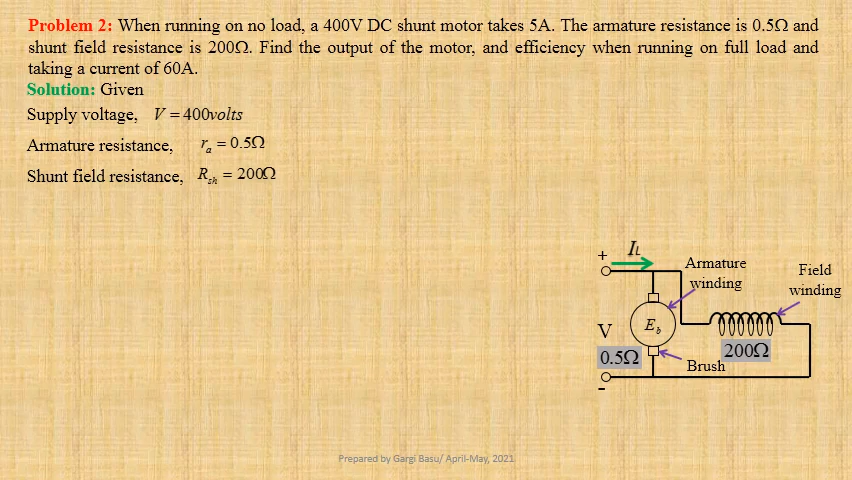 Problem 2: When running on no load, a 400V DC shunt motor takes 5A. The armature resistance is 0.5Ω and
shunt field resistance is 200Ω. Find the output of the motor, and efficiency when running on full load and
taking a current of 60A.
Solution: Given
Supply voltage, V = 400volts
Armature resistance, rₐ = 0.5Ω
Shunt field resistance, R_sh = 200Ω
+ I_L
Armature
winding
Field
winding
V
E_b
0.5Ω
200Ω
Brush
-
Prepared by Gargi Basu/ April-May, 2021.